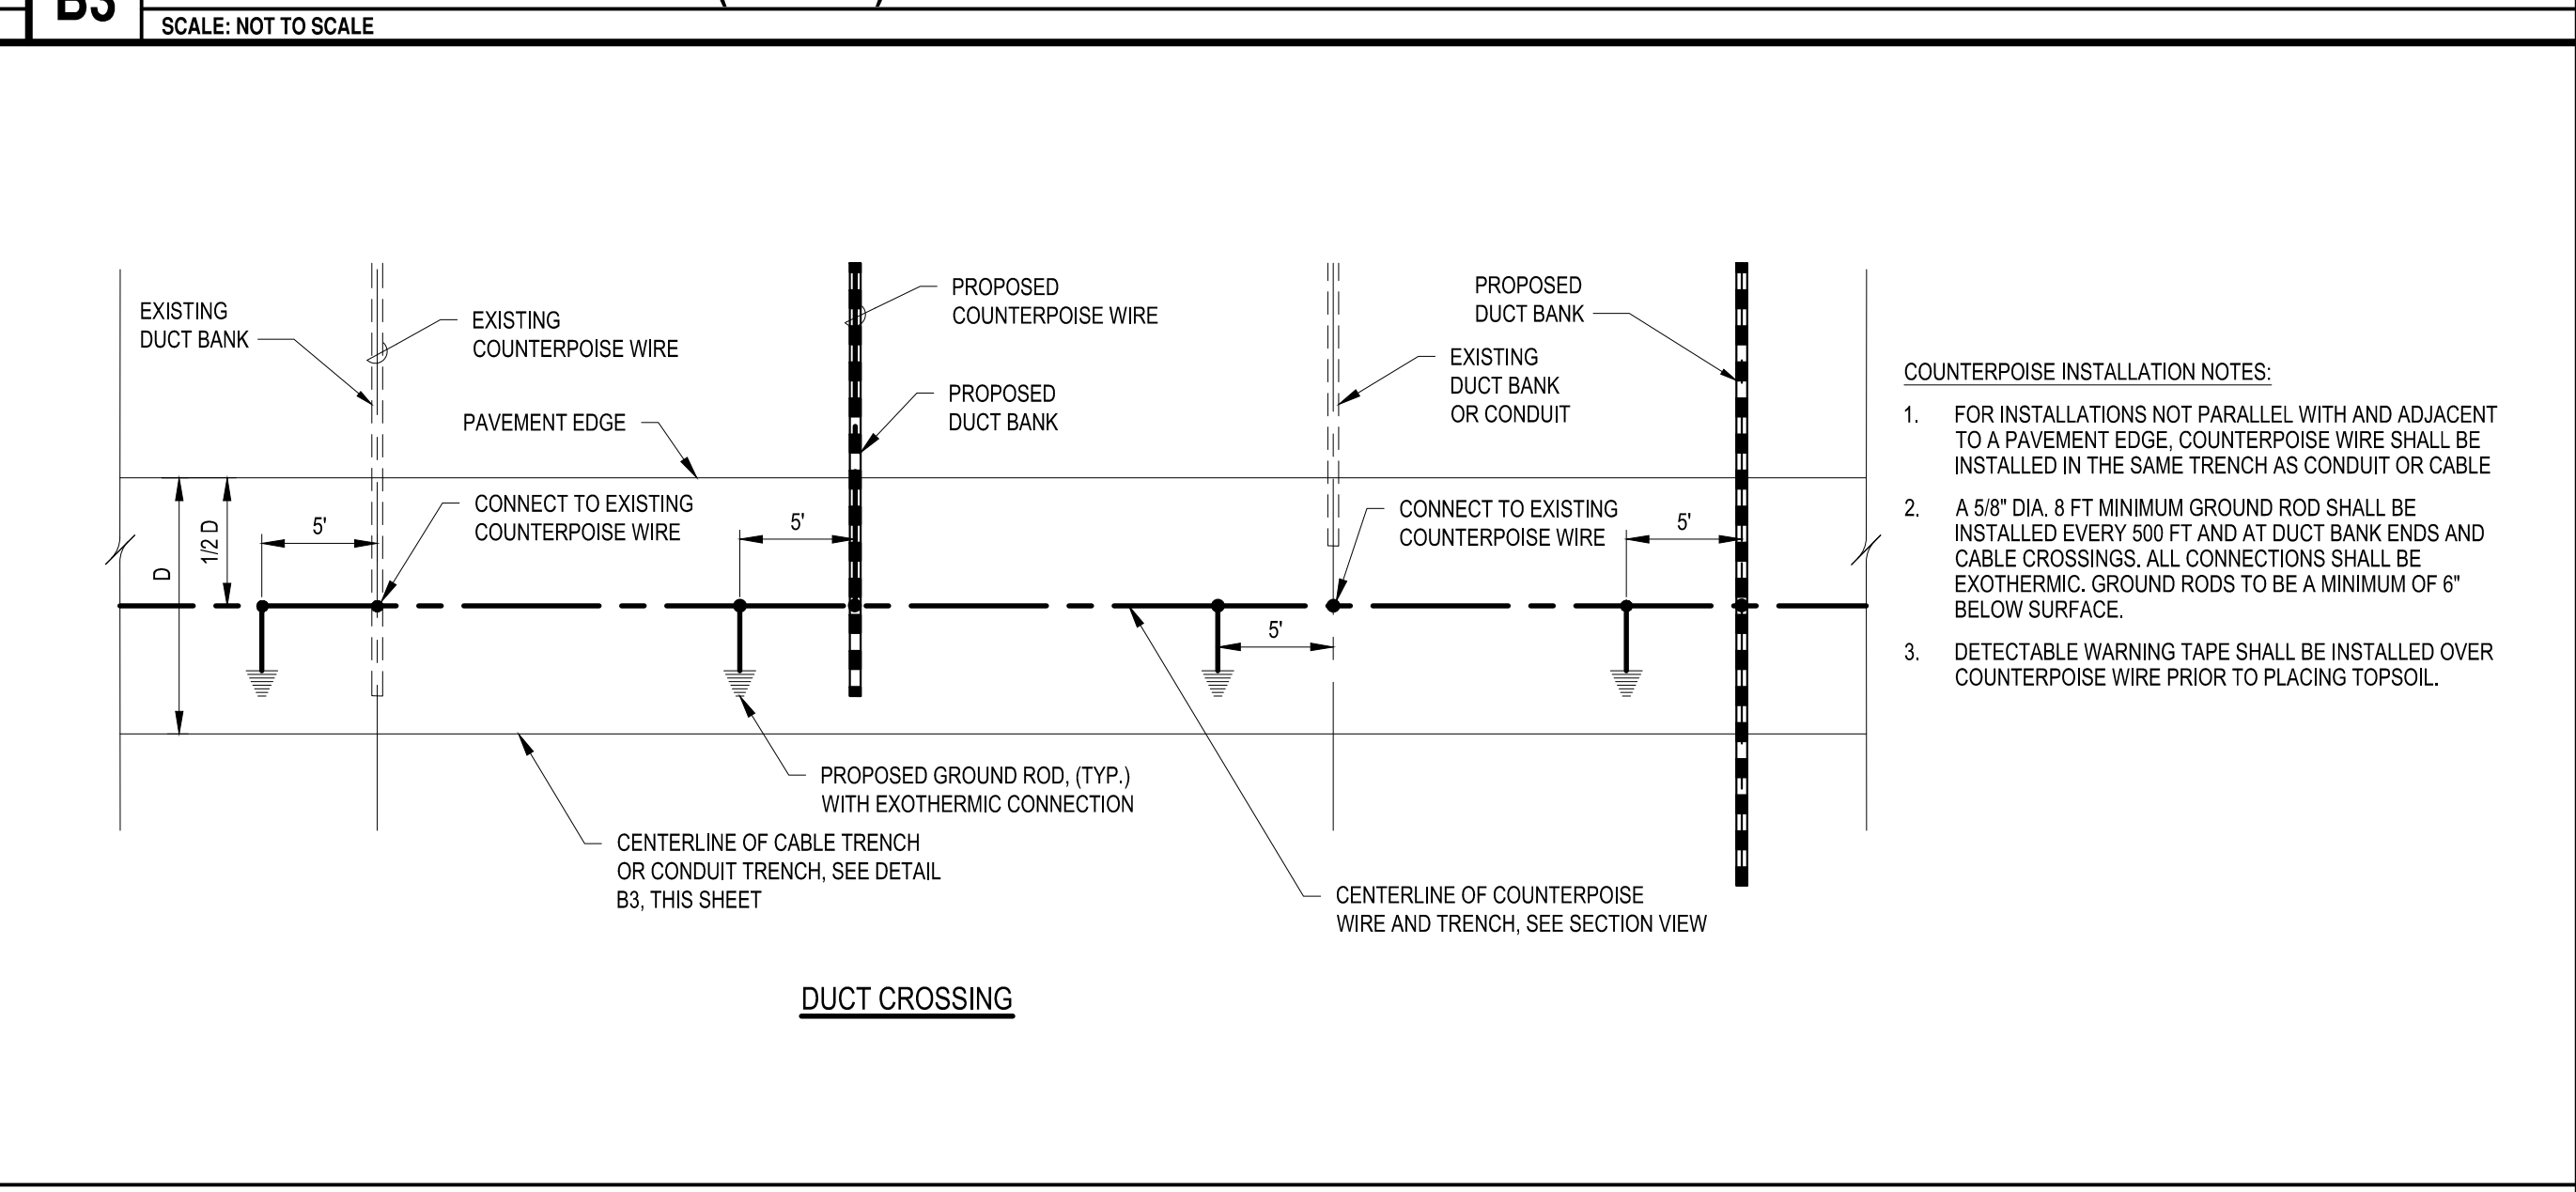 B3
SCALE: NOT TO SCALE
EXISTING
DUCT BANK
EXISTING
COUNTERPOISE WIRE
PROPOSED
COUNTERPOISE WIRE
PROPOSED
DUCT BANK
EXISTING
DUCT BANK
OR CONDUIT
PROPOSED
DUCT BANK
PAVEMENT EDGE
CONNECT TO EXISTING
COUNTERPOISE WIRE
CONNECT TO EXISTING
COUNTERPOISE WIRE
D
1/2 D
5'
5'
5'
5'
PROPOSED GROUND ROD, (TYP.)
WITH EXOTHERMIC CONNECTION
CENTERLINE OF CABLE TRENCH
OR CONDUIT TRENCH, SEE DETAIL
B3, THIS SHEET
CENTERLINE OF COUNTERPOISE
WIRE AND TRENCH, SEE SECTION VIEW
DUCT CROSSING
COUNTERPOISE INSTALLATION NOTES:
1. FOR INSTALLATIONS NOT PARALLEL WITH AND ADJACENT
TO A PAVEMENT EDGE, COUNTERPOISE WIRE SHALL BE
INSTALLED IN THE SAME TRENCH AS CONDUIT OR CABLE
2. A 5/8" DIA. 8 FT MINIMUM GROUND ROD SHALL BE
INSTALLED EVERY 500 FT AND AT DUCT BANK ENDS AND
CABLE CROSSINGS. ALL CONNECTIONS SHALL BE
EXOTHERMIC. GROUND RODS TO BE A MINIMUM OF 6"
BELOW SURFACE.
3. DETECTABLE WARNING TAPE SHALL BE INSTALLED OVER
COUNTERPOISE WIRE PRIOR TO PLACING TOPSOIL.